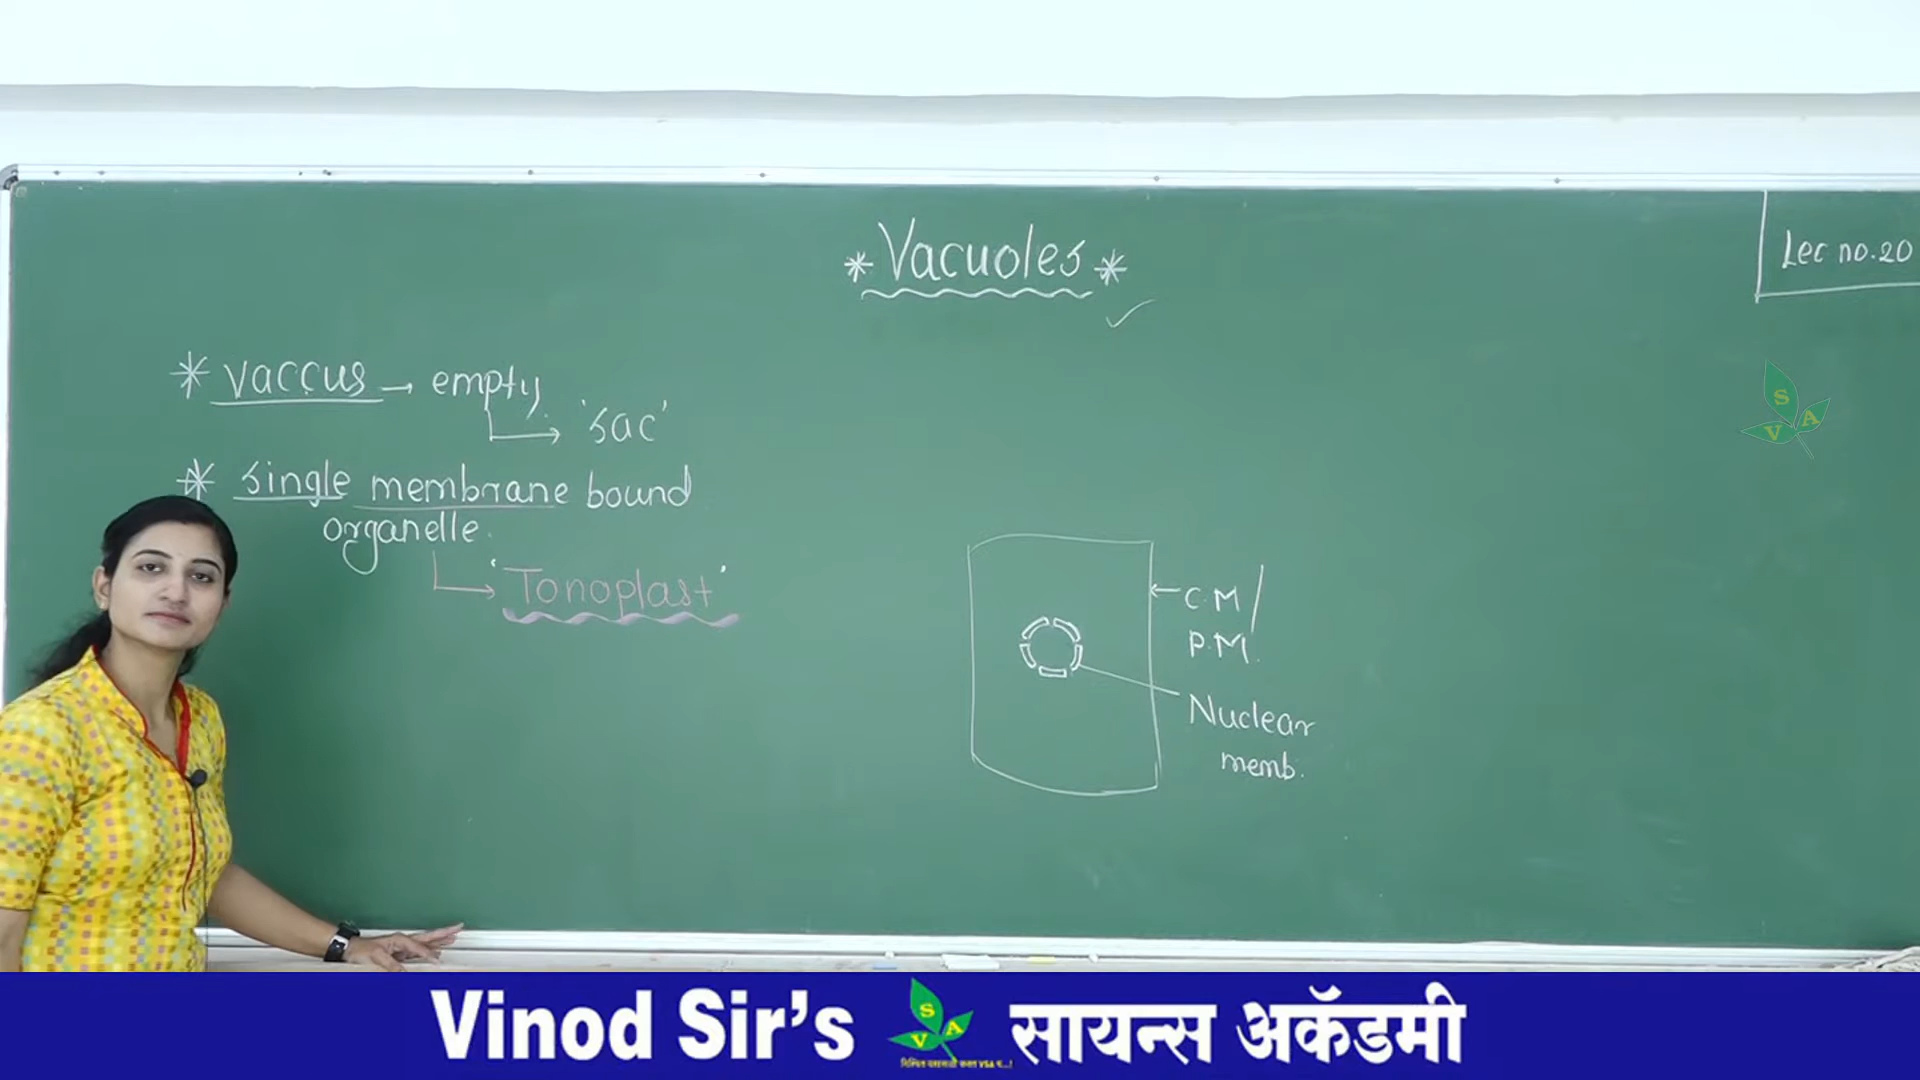 * Vacuoles *
Lec no.20
* vaccus → empty
'sac'
* single membrane bound
organelle.
'Tonoplast'
C.M /
P.M.
Nuclear
memb.
S
V A
Vinod Sir's सायन्स अकॅडमी
S
V A